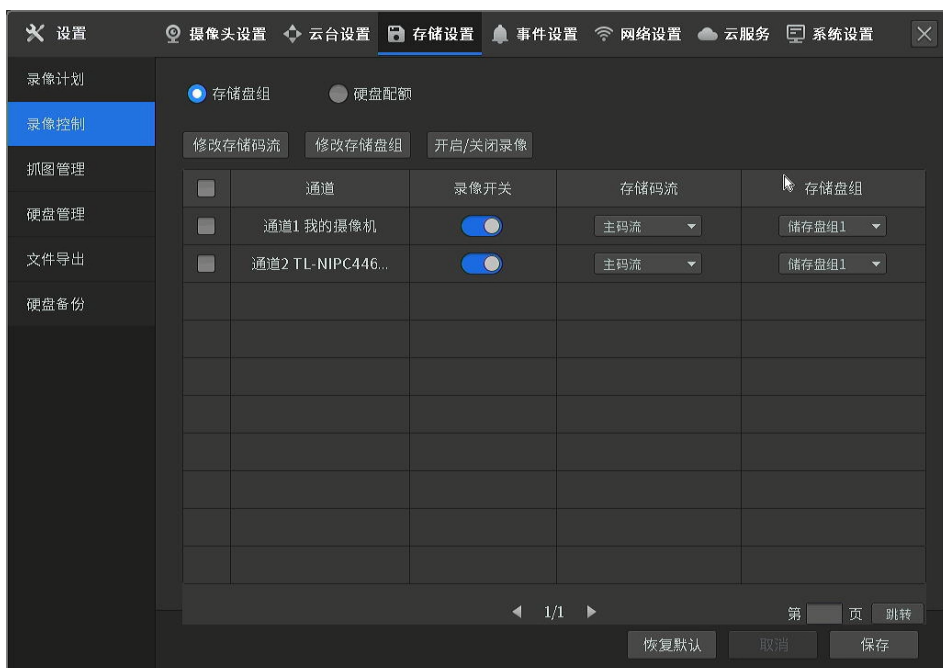 设置 摄像头设置 云台设置 存储设置 事件设置 网络设置 云服务 系统设置
录像计划
录像控制
抓图管理
硬盘管理
文件导出
硬盘备份
存储盘组 硬盘配额
修改存储码流 修改存储盘组 开启/关闭录像
通道 录像开关 存储码流 存储盘组
通道1 我的摄像机 主码流 储存盘组1
通道2 TL-NIPC446... 主码流 储存盘组1
1/1 第 页 跳转
恢复默认 取消 保存